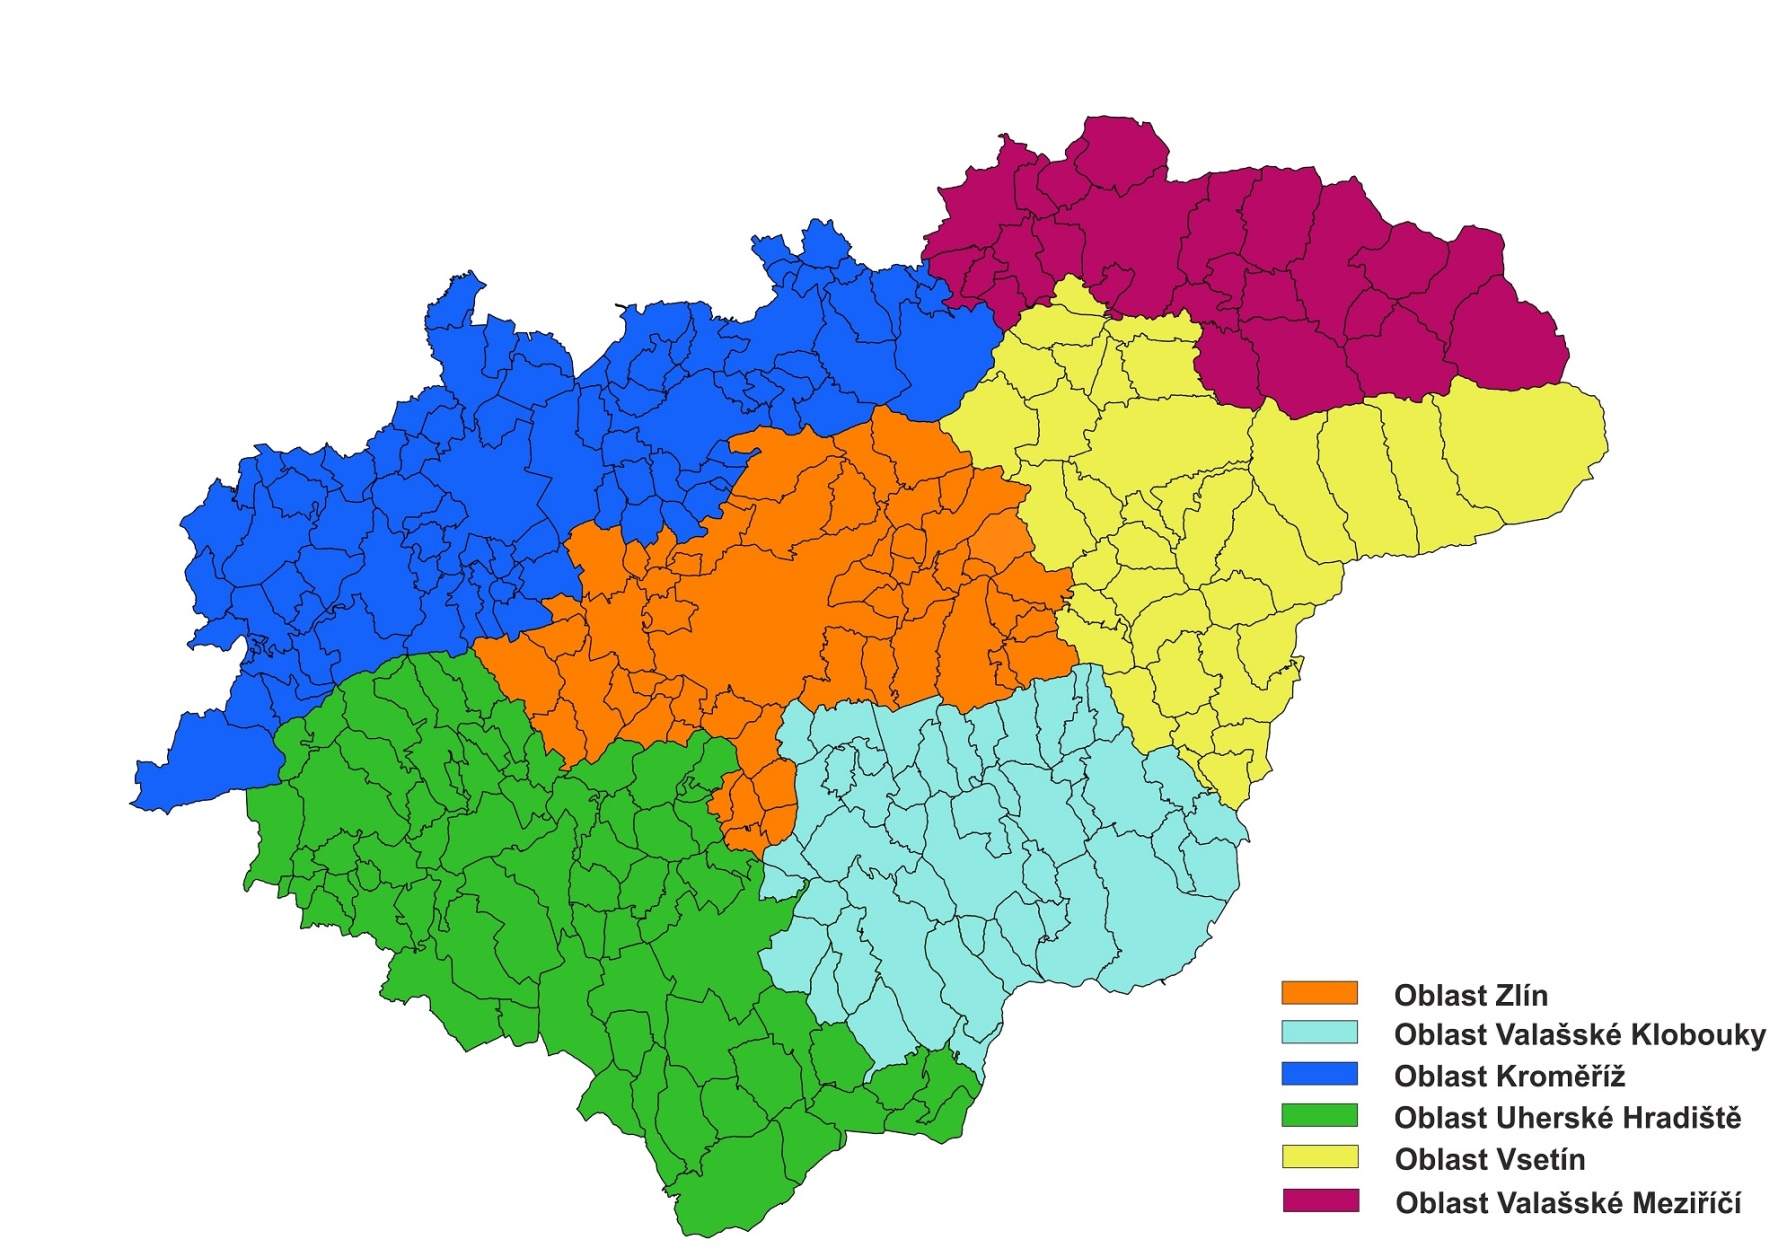 Oblast Zlín
Oblast Valašské Klobouky
Oblast Kroměříž
Oblast Uherské Hradiště
Oblast Vsetín
Oblast Valašské Meziříčí